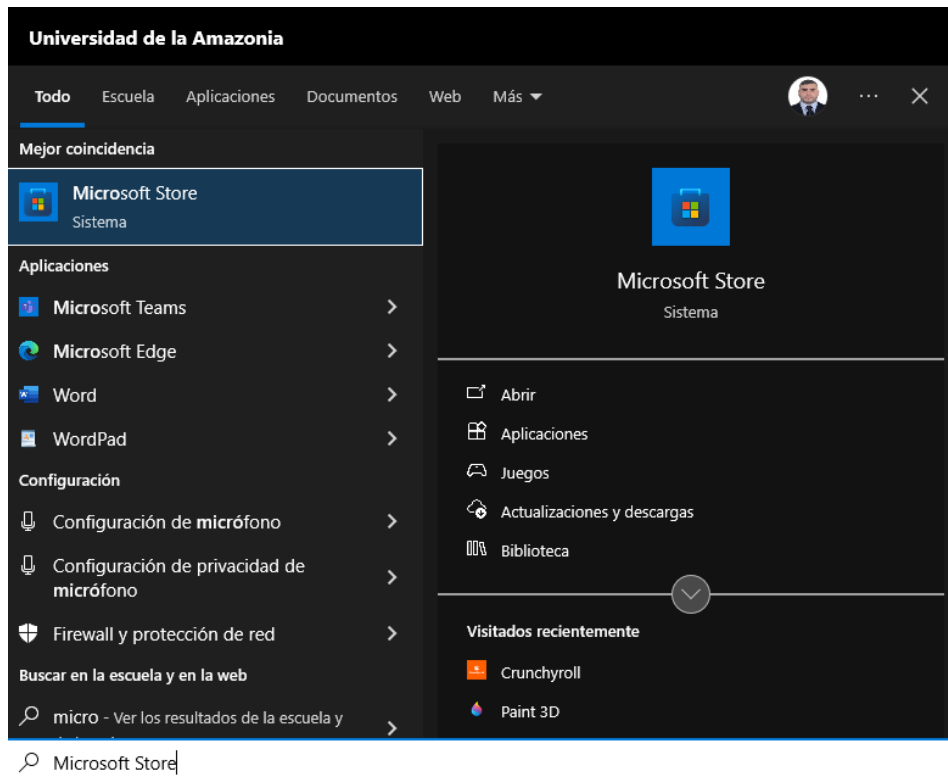 Universidad de la Amazonia
Todo Escuela Aplicaciones Documentos Web Más
Mejor coincidencia
Microsoft Store
Sistema
Aplicaciones
Microsoft Teams
Microsoft Edge
Word
WordPad
Configuración
Configuración de micrófono
Configuración de privacidad de
micrófono
Firewall y protección de red
Buscar en la escuela y en la web
micro - Ver los resultados de la escuela y
Microsoft Store
Sistema
Abrir
Aplicaciones
Juegos
Actualizaciones y descargas
Biblioteca
Visitados recientemente
Crunchyroll
Paint 3D
Microsoft Store